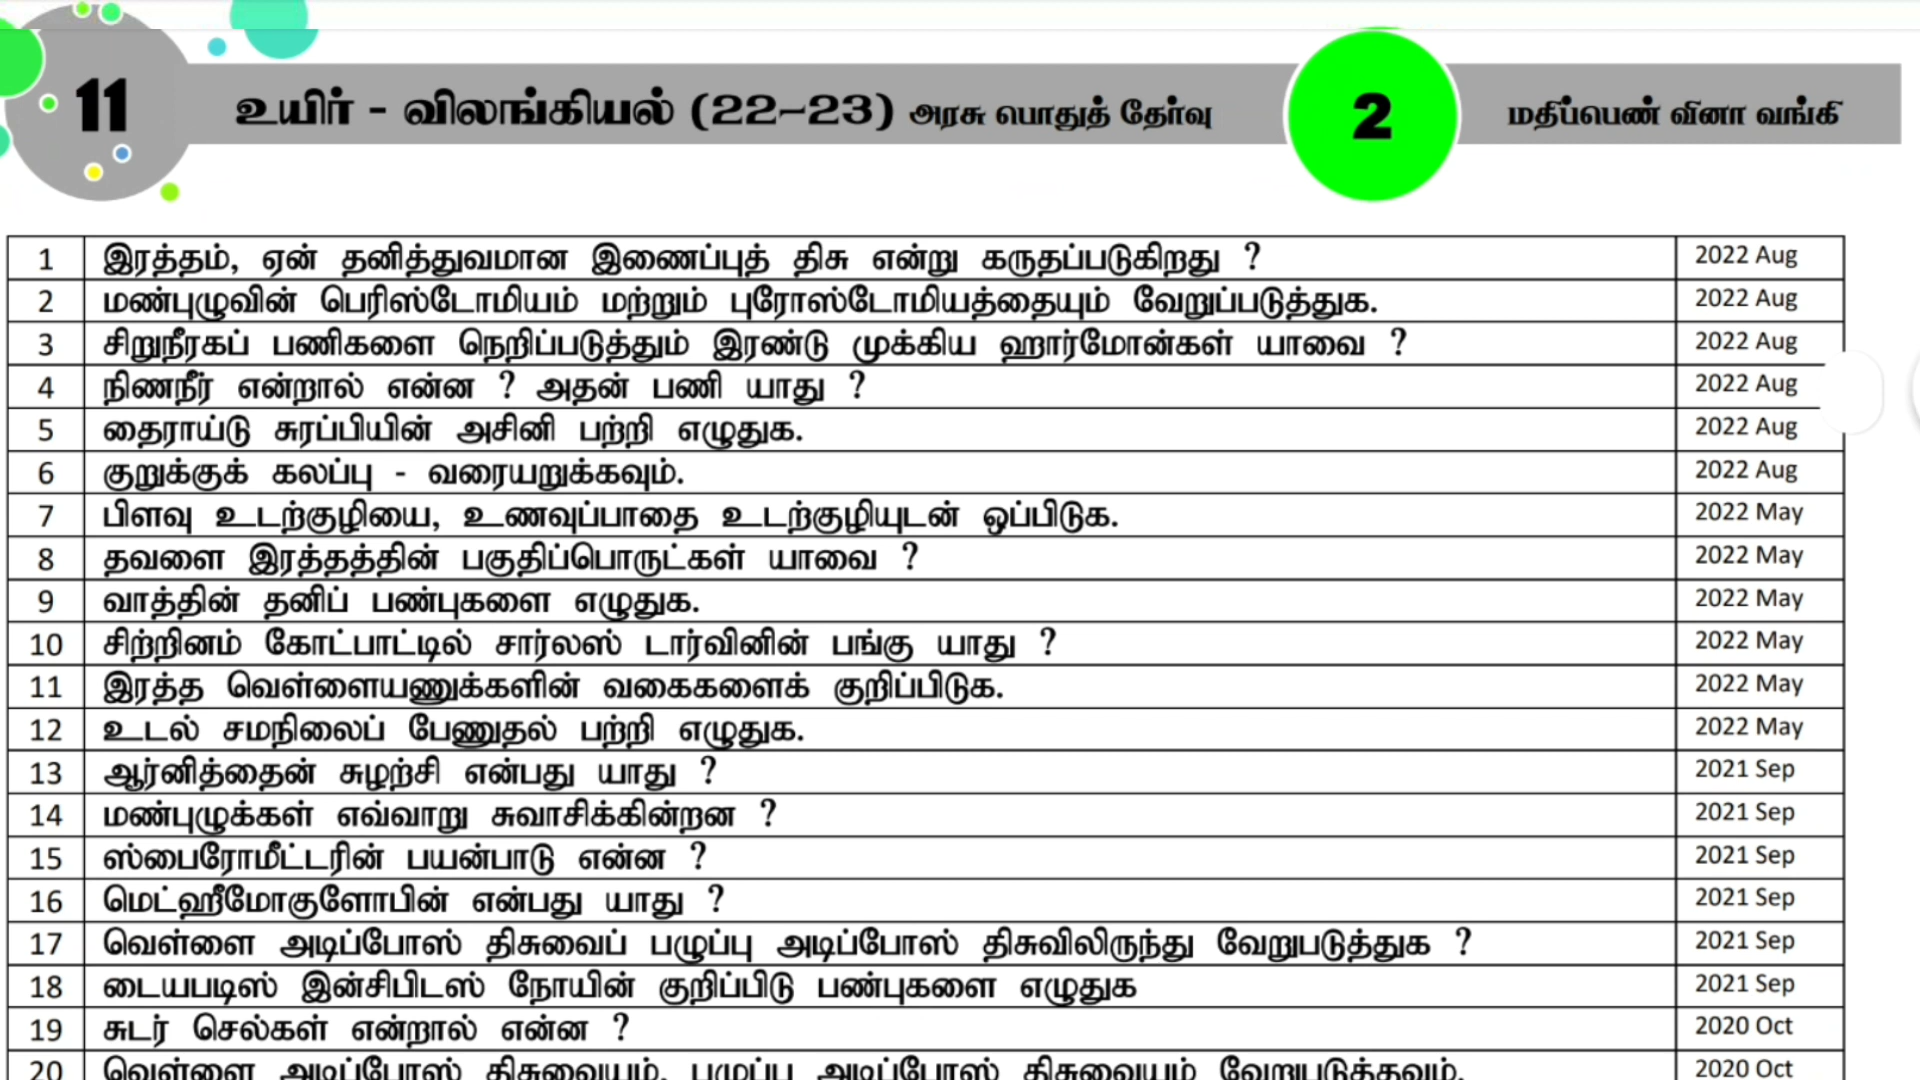 11 உயிர் - விலங்கியல் (22-23) அரசு பொதுத் தேர்வு 2 மதிப்பெண் வினா வங்கி
1 இரத்தம், ஏன் தனித்துவமான இணைப்புத் திசு என்று கருதப்படுகிறது ? 2022 Aug
2 மண்புழுவின் பெரிஸ்டோமியம் மற்றும் புரோஸ்டோமியத்தையும் வேறுப்படுத்துக. 2022 Aug
3 சிறுநீரகப் பணிகளை நெறிப்படுத்தும் இரண்டு முக்கிய ஹார்மோன்கள் யாவை ? 2022 Aug
4 நிணநீர் என்றால் என்ன ? அதன் பணி யாது ? 2022 Aug
5 தைராய்டு சுரப்பியின் அசினி பற்றி எழுதுக. 2022 Aug
6 குறுக்குக் கலப்பு - வரையறுக்கவும். 2022 Aug
7 பிளவு உடற்குழியை, உணவுப்பாதை உடற்குழியுடன் ஒப்பிடுக. 2022 May
8 தவளை இரத்தத்தின் பகுதிப்பொருட்கள் யாவை ? 2022 May
9 வாத்தின் தனிப் பண்புகளை எழுதுக. 2022 May
10 சிற்றினம் கோட்பாட்டில் சார்லஸ் டார்வினின் பங்கு யாது ? 2022 May
11 இரத்த வெள்ளையணுக்களின் வகைகளைக் குறிப்பிடுக. 2022 May
12 உடல் சமநிலைப் பேணுதல் பற்றி எழுதுக. 2022 May
13 ஆர்னித்தைன் சுழற்சி என்பது யாது ? 2021 Sep
14 மண்புழுக்கள் எவ்வாறு சுவாசிக்கின்றன ? 2021 Sep
15 ஸ்பைரோமீட்டரின் பயன்பாடு என்ன ? 2021 Sep
16 மெட்ஹீமோகுளோபின் என்பது யாது ? 2021 Sep
17 வெள்ளை அடிப்போஸ் திசுவைப் பழுப்பு அடிப்போஸ் திசுவிலிருந்து வேறுபடுத்துக ? 2021 Sep
18 டையபடிஸ் இன்சிபிடஸ் நோயின் குறிப்பிடு பண்புகளை எழுதுக 2021 Sep
19 சுடர் செல்கள் என்றால் என்ன ? 2020 Oct
20 வெள்ளை அடிப்போஸ் திசுவையும், பழுப்பு அடிப்போஸ் திசுவையும் வேறுபடுத்தவும். 2020 Oct